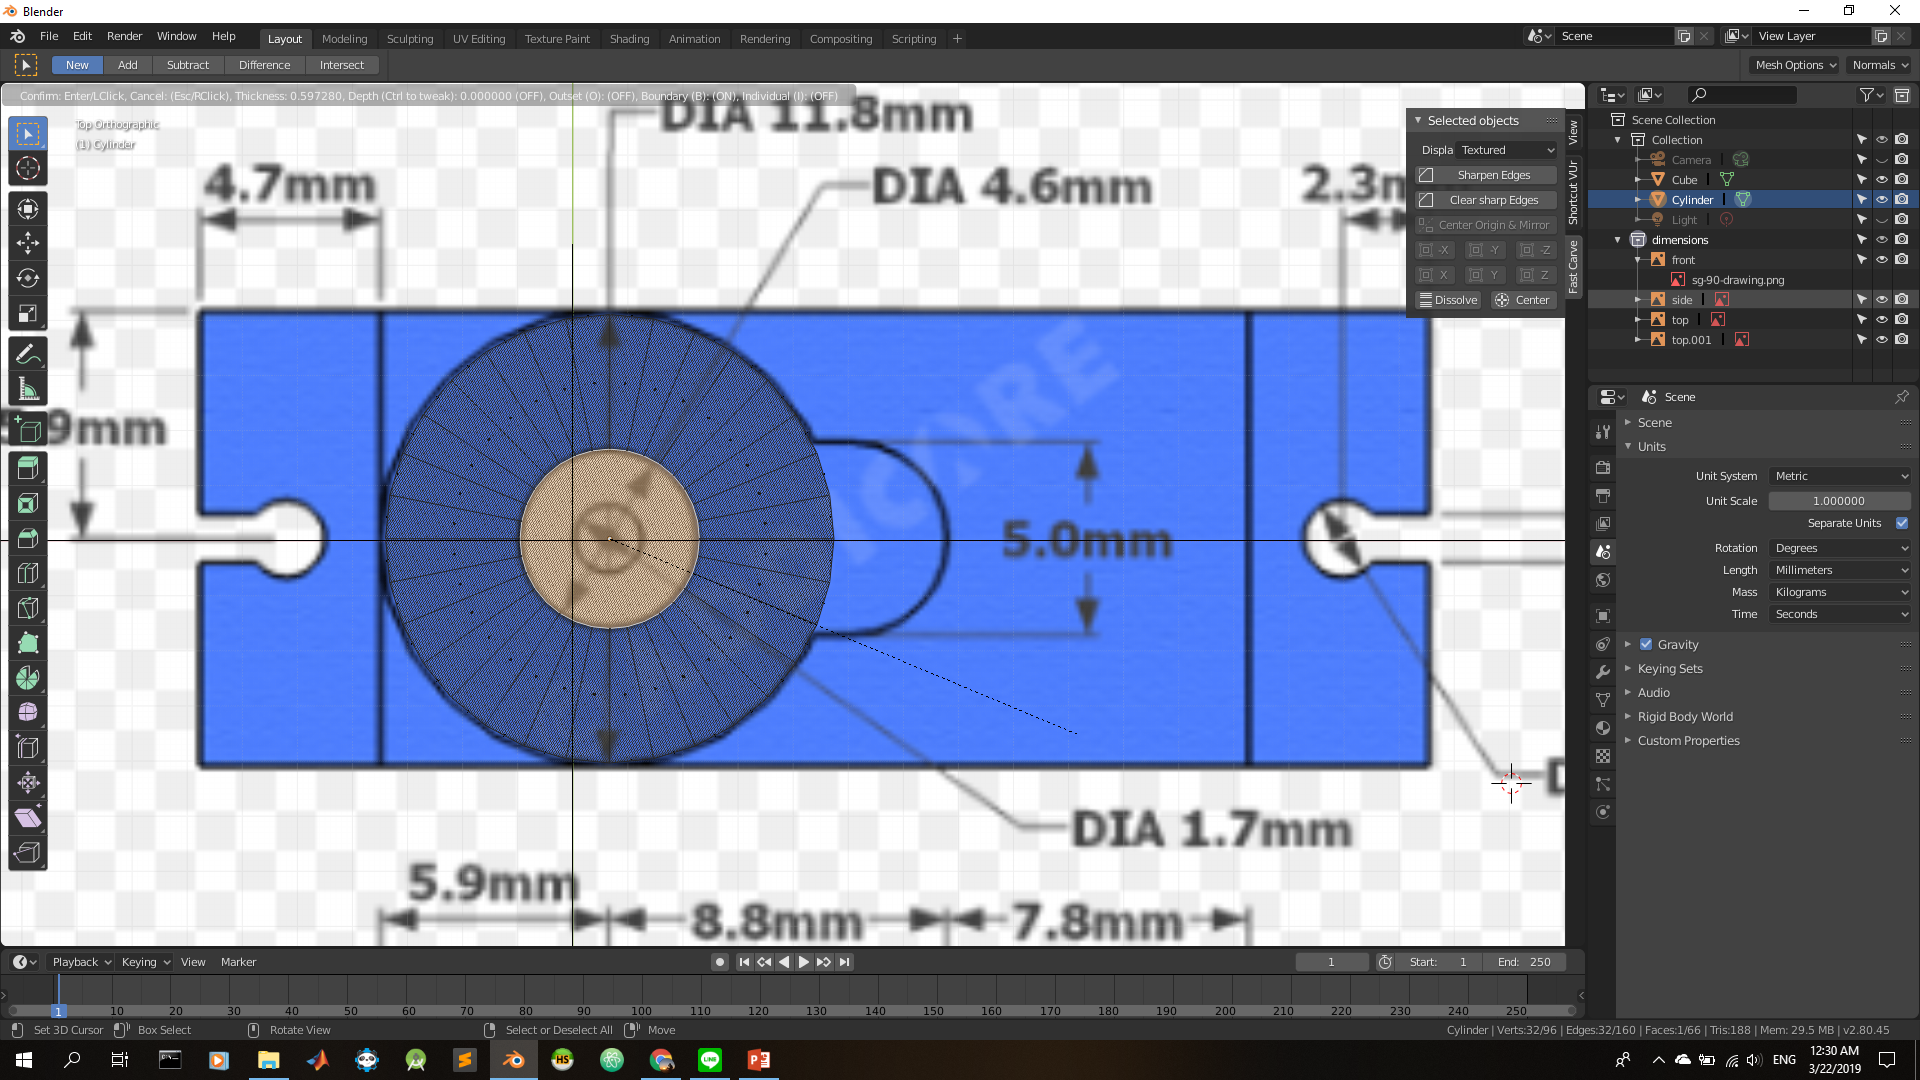 Blender
File Edit Render Window Help
Layout Modeling Sculpting UV Editing Texture Paint Shading Animation Rendering Compositing Scripting +
Scene
View Layer
New Add Subtract Difference Intersect
Mesh Options Normals
Confirm: Enter/LClick, Cancel: (Esc/RClick), Thickness: 0.597280, Depth (Ctrl to tweak): 0.000000 (OFF), Outset (O): (OFF), Boundary (B): (ON), Individual (I): (OFF)
Top Orthographic
(1) Cylinder
DIA 11.8mm
4.7mm
DIA 4.6mm
9mm
5.0mm
DIA 1.7mm
5.9mm
8.8mm
7.8mm
Selected objects
Displa Textured
Sharpen Edges
Clear sharp Edges
Center Origin & Mirror
-X -Y -Z
X Y Z
Dissolve Center
View
Shortcut VUr
Fast Carve
Scene Collection
Collection
Camera
Cube
Cylinder
Light
dimensions
front
sg-90-drawing.png
side
top
top.001
Scene
Scene
Units
Unit System Metric
Unit Scale 1.000000
Separate Units
Rotation Degrees
Length Millimeters
Mass Kilograms
Time Seconds
Gravity
Keying Sets
Audio
Rigid Body World
Custom Properties
Playback Keying View Marker
1 Start: 1 End: 250
1 10 20 30 40 50 60 70 80 90 100 110 120 130 140 150 160 170 180 190 200 210 220 230 240 250
Set 3D Cursor Box Select Rotate View Select or Deselect All Move
Cylinder | Verts:32/96 | Edges:32/160 | Faces:1/66 | Tris:188 | Mem: 29.5 MB | v2.80.45
HS
LINE
ENG
12:30 AM
3/22/2019